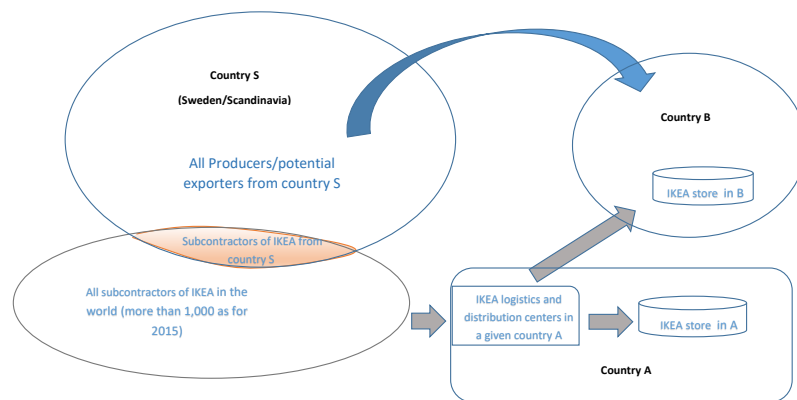 Country S
(Sweden/Scandinavia)
All Producers/potential
exporters from country S
Subcontractors of IKEA from
country S
All subcontractors of IKEA in the
world (more than 1,000 as for
2015)
Country B
IKEA store in B
IKEA logistics and
distribution centers in
a given country A
IKEA store in A
Country A